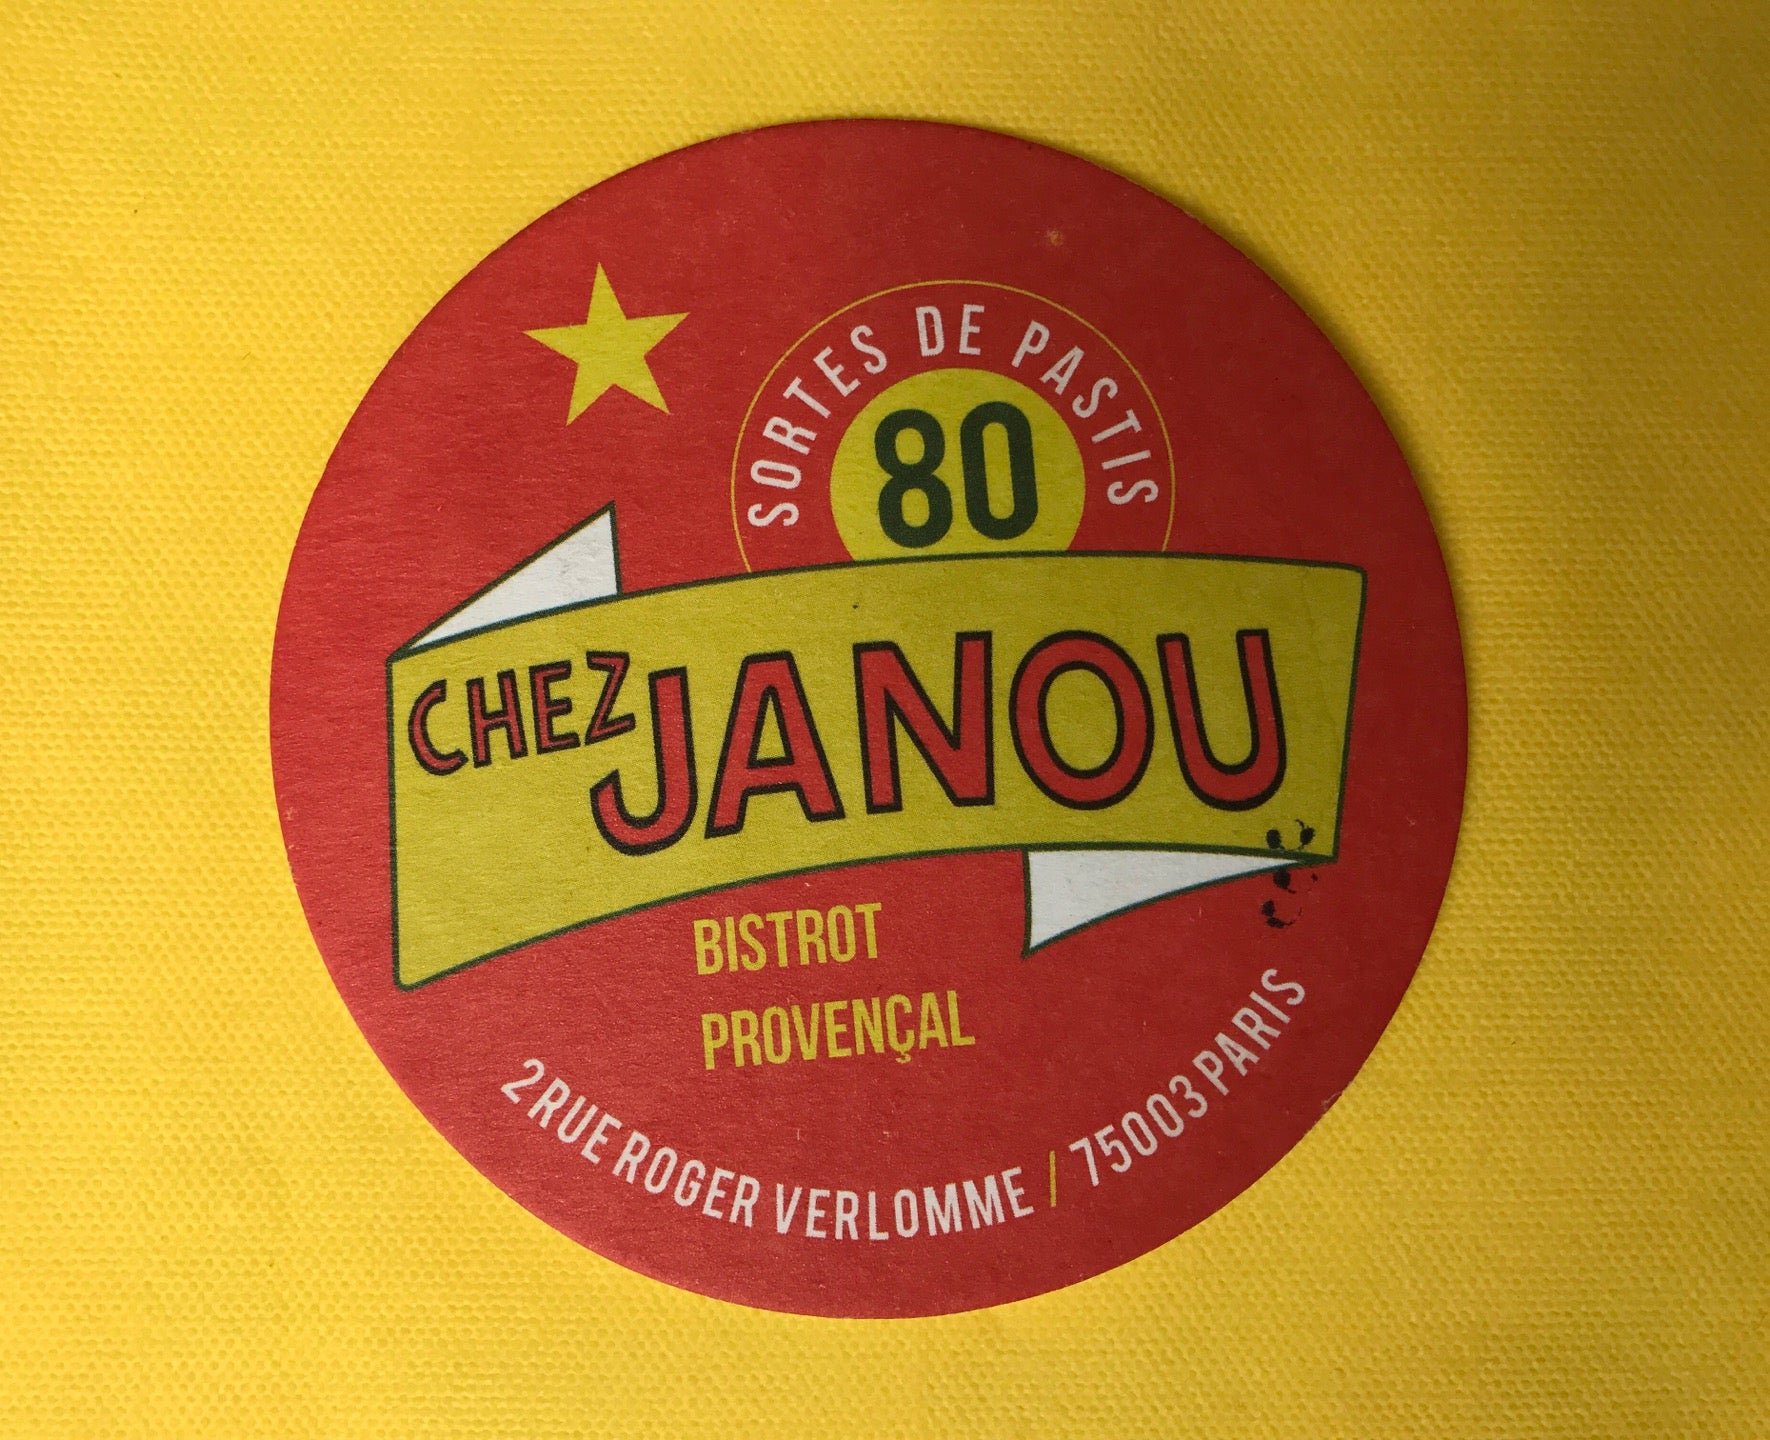 SORTES DE PASTIS
80
CHEZ JANOU
BISTROT
PROVENÇAL
2 RUE ROGER VERLOMME / 75003 PARIS